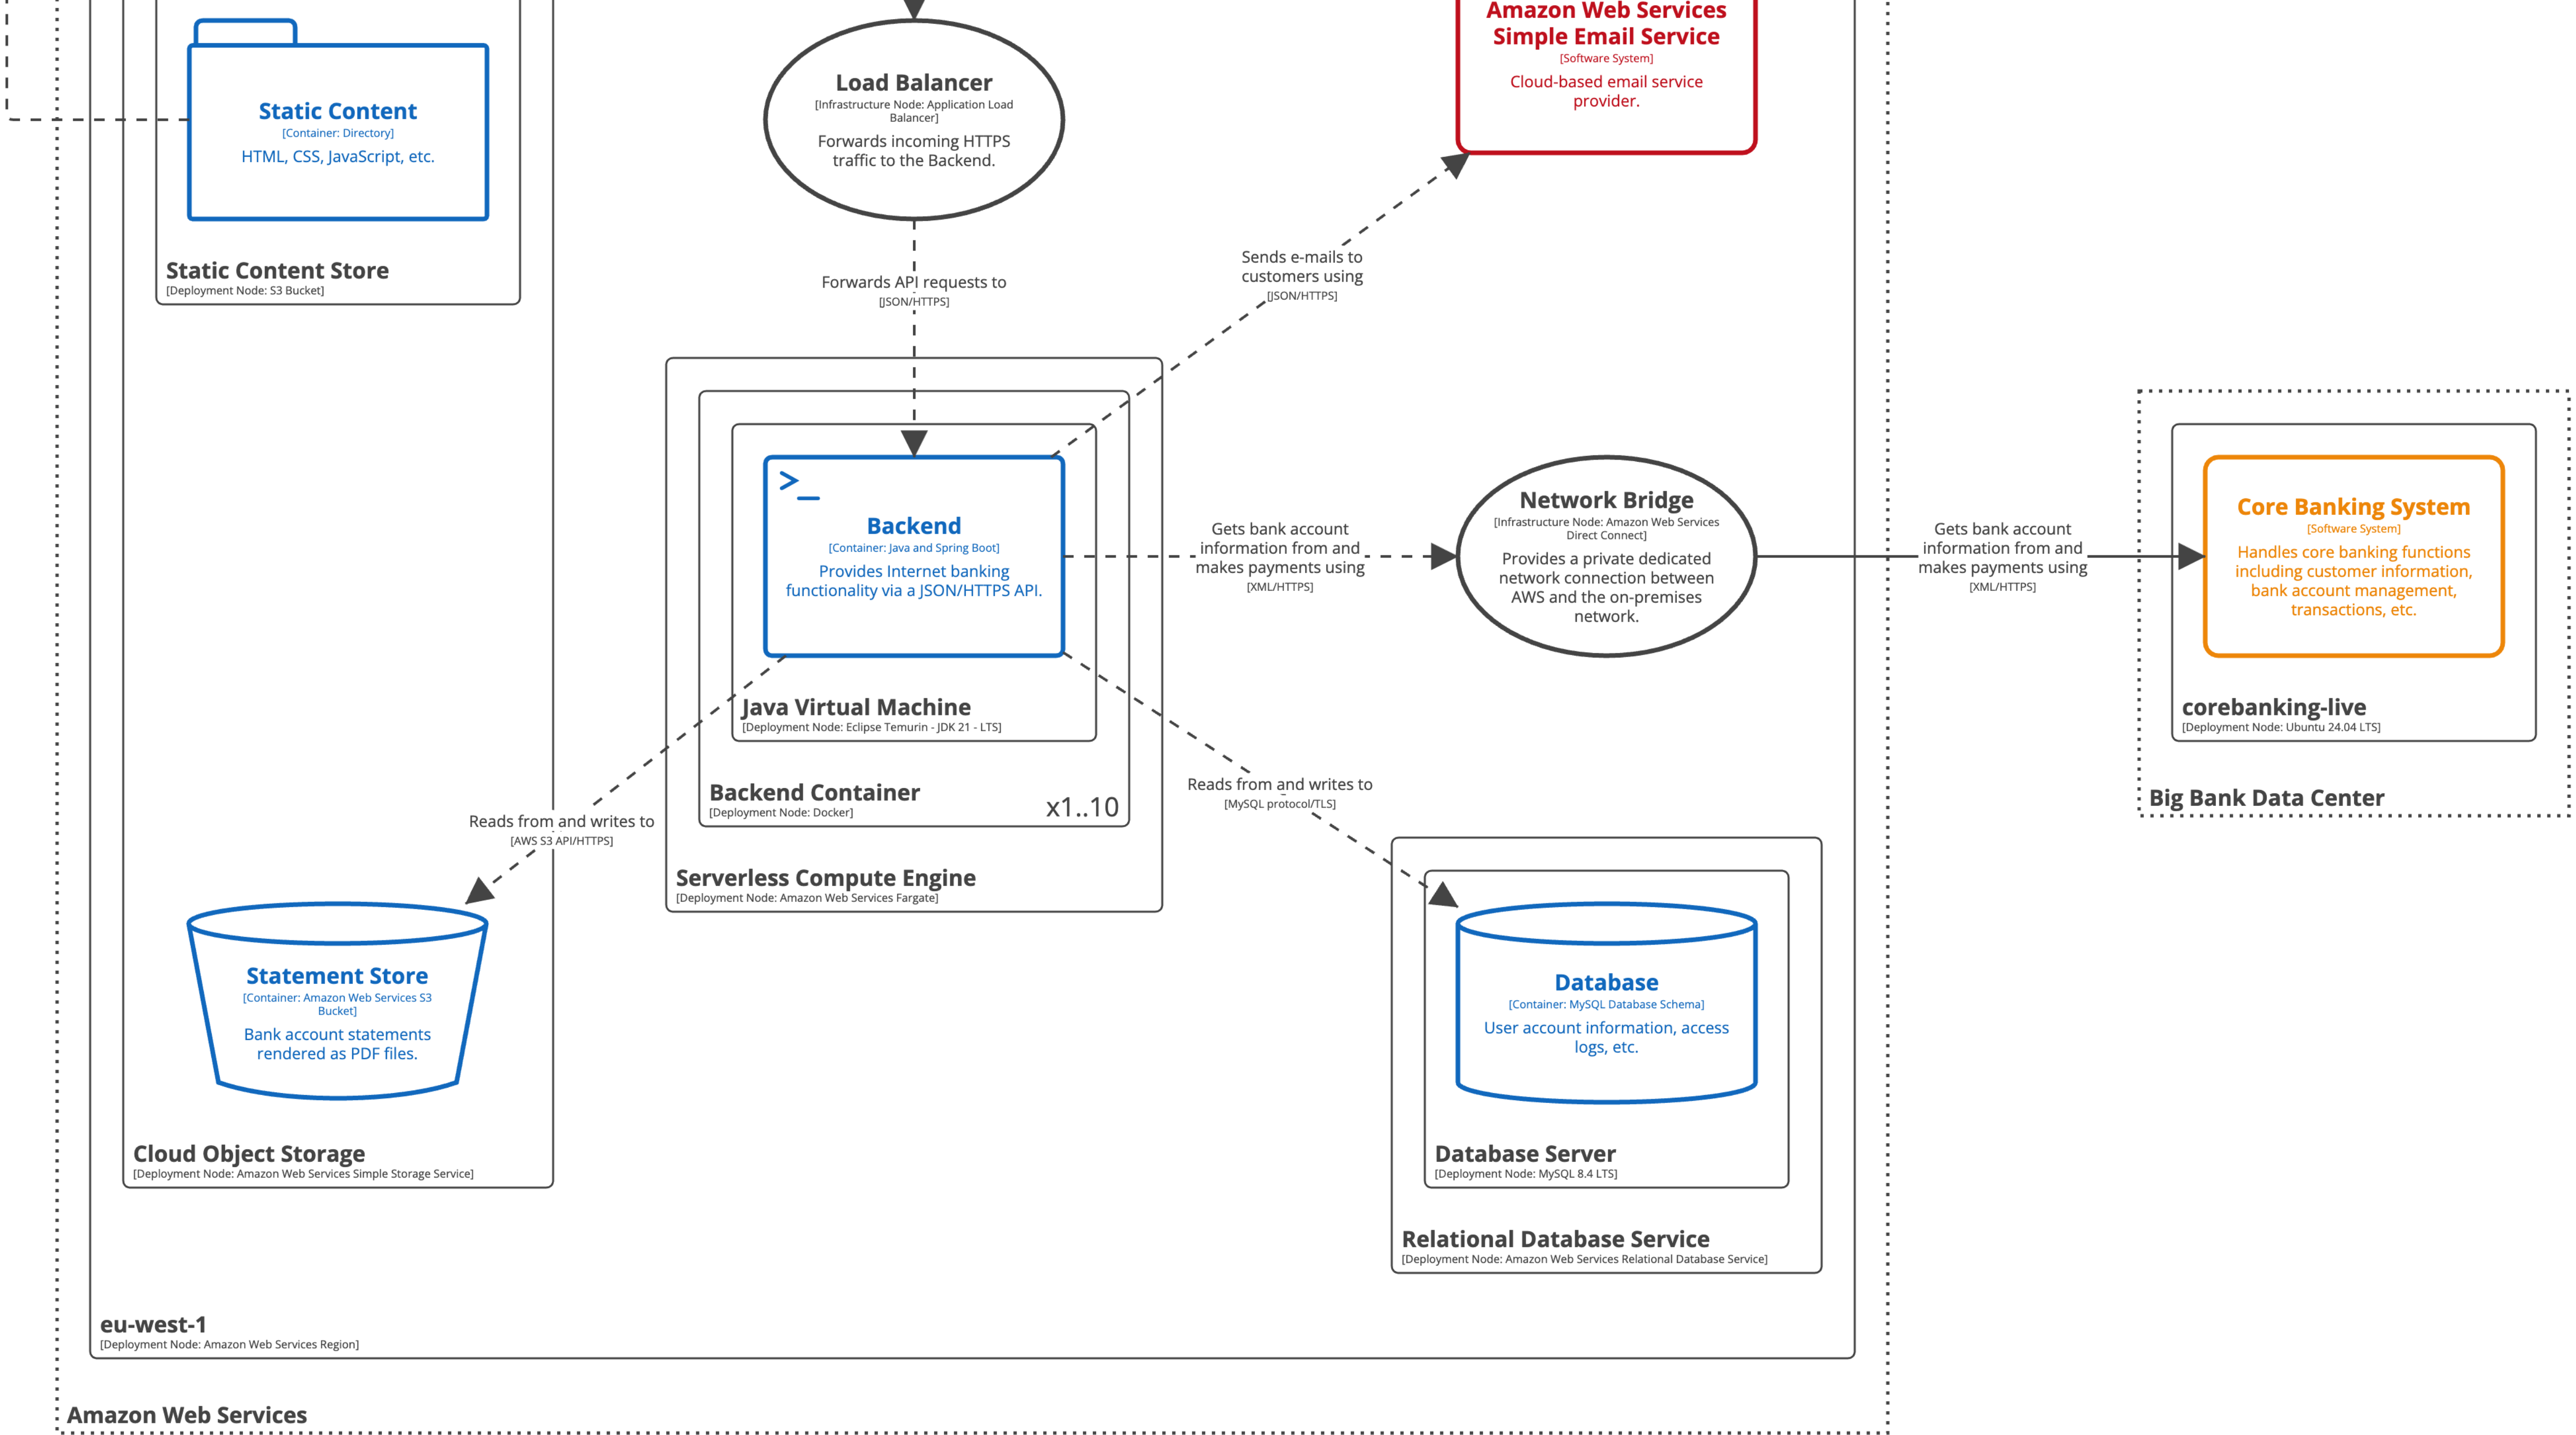 Static Content
[Container: Directory]
HTML, CSS, JavaScript, etc.
Static Content Store
[Deployment Node: S3 Bucket]
Load Balancer
[Infrastructure Node: Application Load
Balancer]
Forwards incoming HTTPS
traffic to the Backend.
Amazon Web Services
Simple Email Service
[Software System]
Cloud-based email service
provider.
Forwards API requests to
[JSON/HTTPS]
Sends e-mails to
customers using
[JSON/HTTPS]
>_
Backend
[Container: Java and Spring Boot]
Provides Internet banking
functionality via a JSON/HTTPS API.
Java Virtual Machine
[Deployment Node: Eclipse Temurin - JDK 21 - LTS]
Backend Container
[Deployment Node: Docker]
x1..10
Serverless Compute Engine
[Deployment Node: Amazon Web Services Fargate]
Gets bank account
information from and
makes payments using
[XML/HTTPS]
Network Bridge
[Infrastructure Node: Amazon Web Services
Direct Connect]
Provides a private dedicated
network connection between
AWS and the on-premises
network.
Gets bank account
information from and
makes payments using
[XML/HTTPS]
Core Banking System
[Software System]
Handles core banking functions
including customer information,
bank account management,
transactions, etc.
corebanking-live
[Deployment Node: Ubuntu 24.04 LTS]
Big Bank Data Center
Reads from and writes to
[AWS S3 API/HTTPS]
Reads from and writes to
[MySQL protocol/TLS]
Statement Store
[Container: Amazon Web Services S3
Bucket]
Bank account statements
rendered as PDF files.
Cloud Object Storage
[Deployment Node: Amazon Web Services Simple Storage Service]
Database
[Container: MySQL Database Schema]
User account information, access
logs, etc.
Database Server
[Deployment Node: MySQL 8.4 LTS]
Relational Database Service
[Deployment Node: Amazon Web Services Relational Database Service]
eu-west-1
[Deployment Node: Amazon Web Services Region]
Amazon Web Services